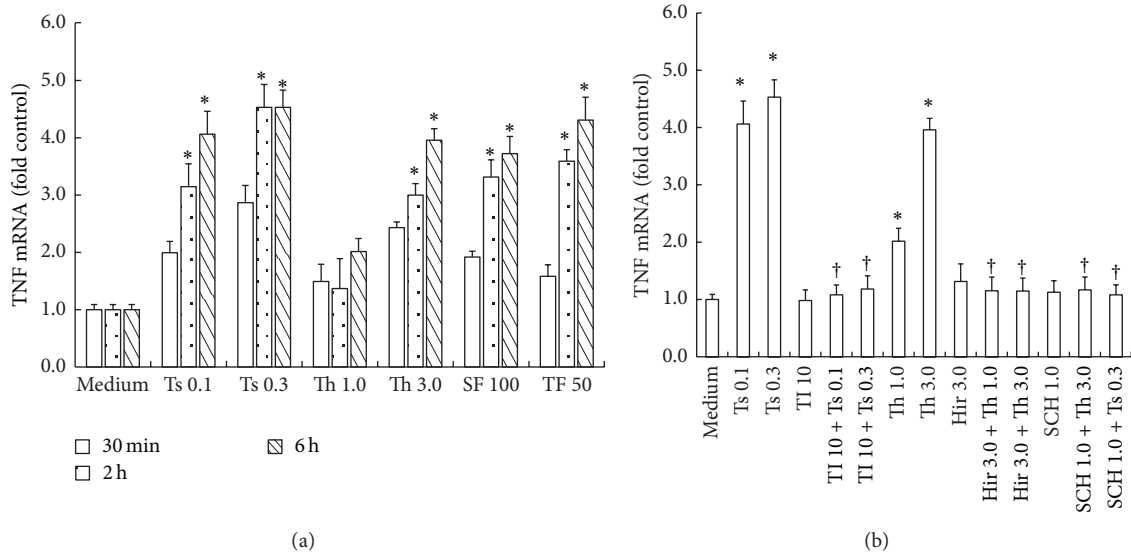 TNF mRNA (fold control)
6.0
5.0
4.0
3.0
2.0
1.0
0.0
* * * * * * * * * *
Medium Ts 0.1 Ts 0.3 Th 1.0 Th 3.0 SF 100 TF 50
30 min
2 h
6 h
(a)
TNF mRNA (fold control)
6.0
5.0
4.0
3.0
2.0
1.0
0.0
* * † † * * † † † †
Medium
Ts 0.1
Ts 0.3
TI 10
TI 10 + Ts 0.1
TI 10 + Ts 0.3
Th 1.0
Th 3.0
Hir 3.0
Hir 3.0 + Th 1.0
Hir 3.0 + Th 3.0
SCH 1.0
SCH 1.0 + Th 3.0
SCH 1.0 + Ts 0.3
(b)